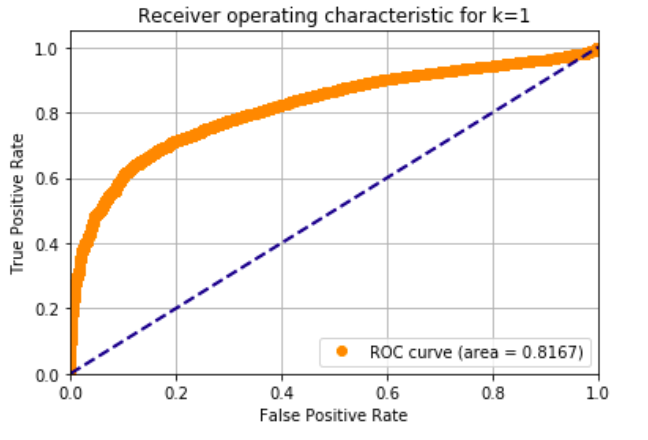 Receiver operating characteristic for k=1
1.0
0.8
0.6
0.4
0.2
0.0
True Positive Rate
ROC curve (area = 0.8167)
0.0 0.2 0.4 0.6 0.8 1.0
False Positive Rate